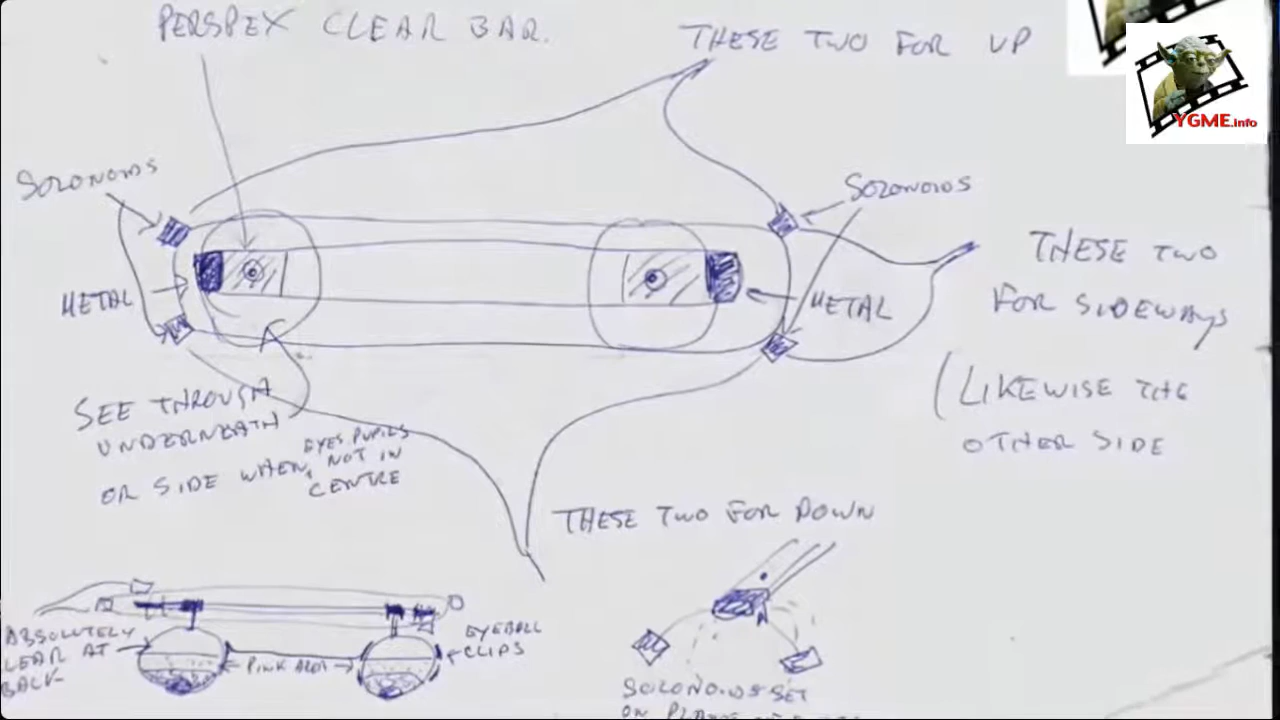 PERSPEX CLEAR BAR.
THESE TWO FOR UP
YGME.info
SOLONOIDS
SOLONOIDS
METAL
METAL
THESE TWO
FOR SIDEWAYS
(LIKEWISE THE
OTHER SIDE
SEE THROUGH
UNDERNEATH
OR SIDE WHEN, EYES PUPILS NOT IN
CENTRE
THESE TWO FOR DOWN
ABSOLUTELY
CLEAR AT
BACK
PINK
EYEBALL
CLIPS
SOLONOIDS SET
ON